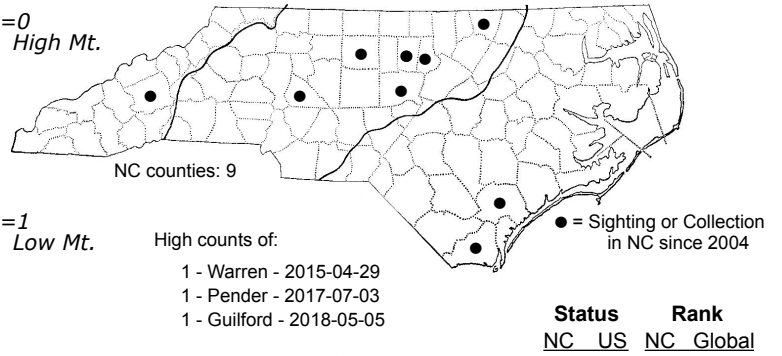 =0
High Mt.
NC counties: 9
=1
Low Mt.
● = Sighting or Collection
in NC since 2004
High counts of:
1 - Warren - 2015-04-29
1 - Pender - 2017-07-03
1 - Guilford - 2018-05-05
Status Rank
NC US NC Global